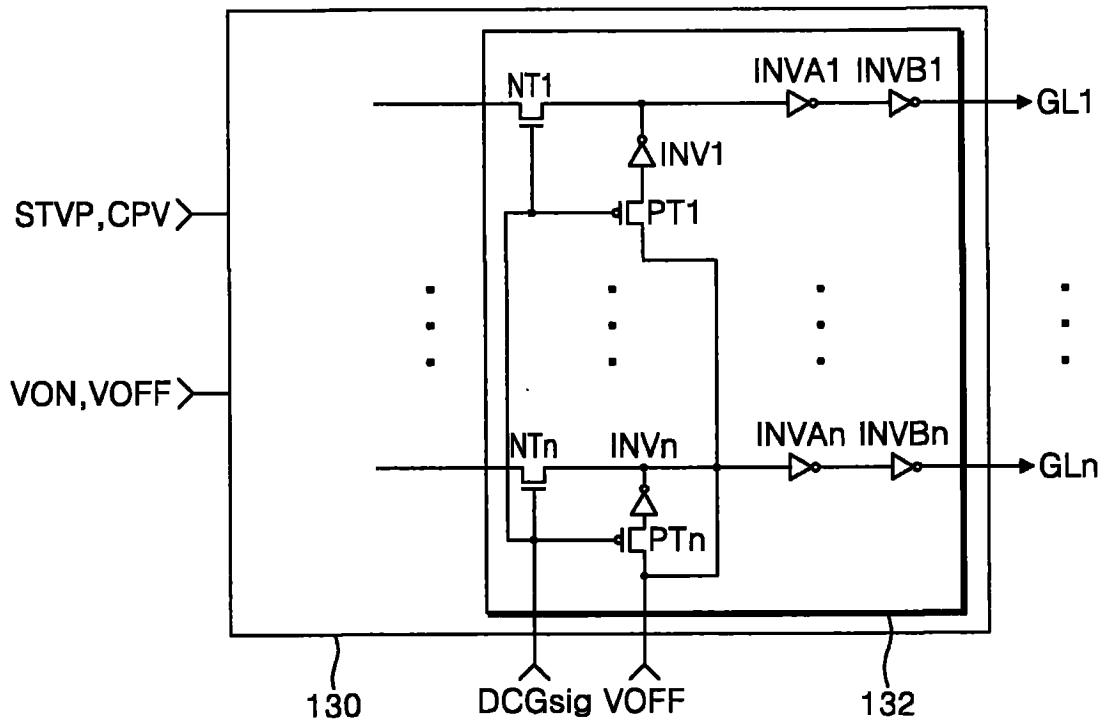 INVA1 INVB1
NT1
GL1
INV1
STVP,CPV
PT1
VON,VOFF
INVAn INVBn
NTn
INVn
GLn
PTn
130
DCGsig VOFF
132